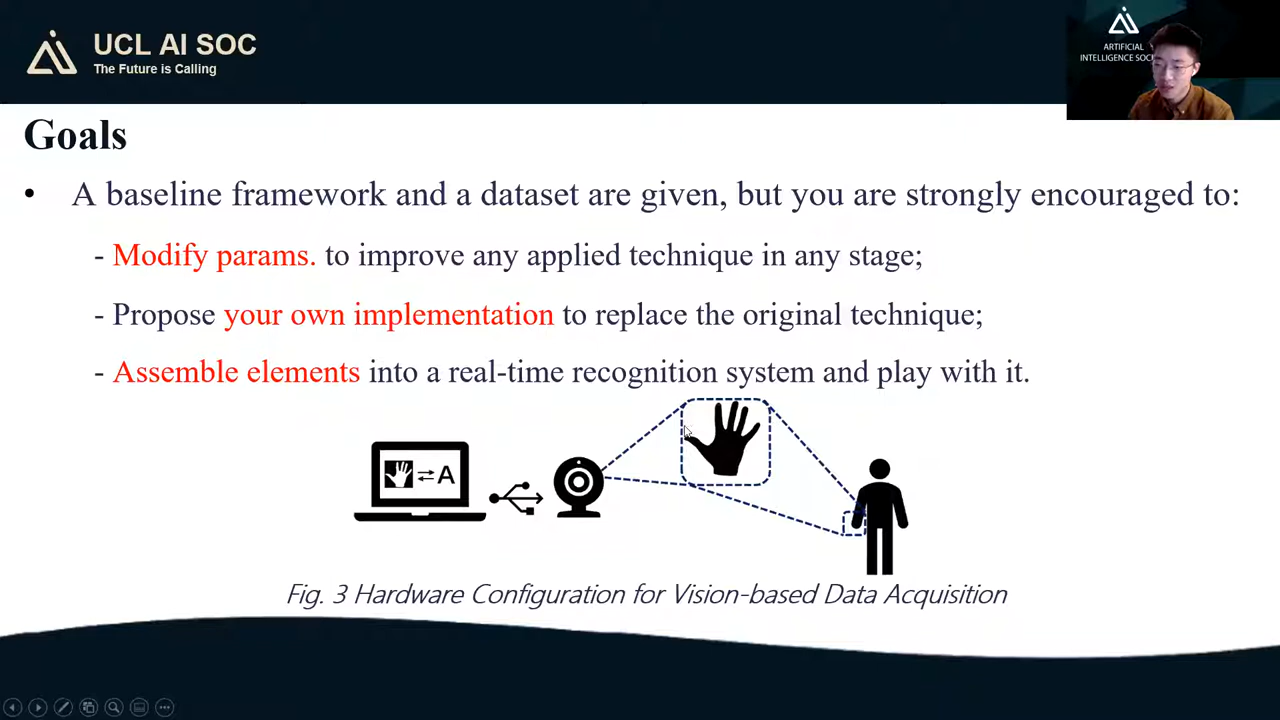 UCL AI SOC
The Future is Calling
ARTIFICIAL
INTELLIGENCE SOC
Goals
• A baseline framework and a dataset are given, but you are strongly encouraged to:
- Modify params. to improve any applied technique in any stage;
- Propose your own implementation to replace the original technique;
- Assemble elements into a real-time recognition system and play with it.
A
Fig. 3 Hardware Configuration for Vision-based Data Acquisition